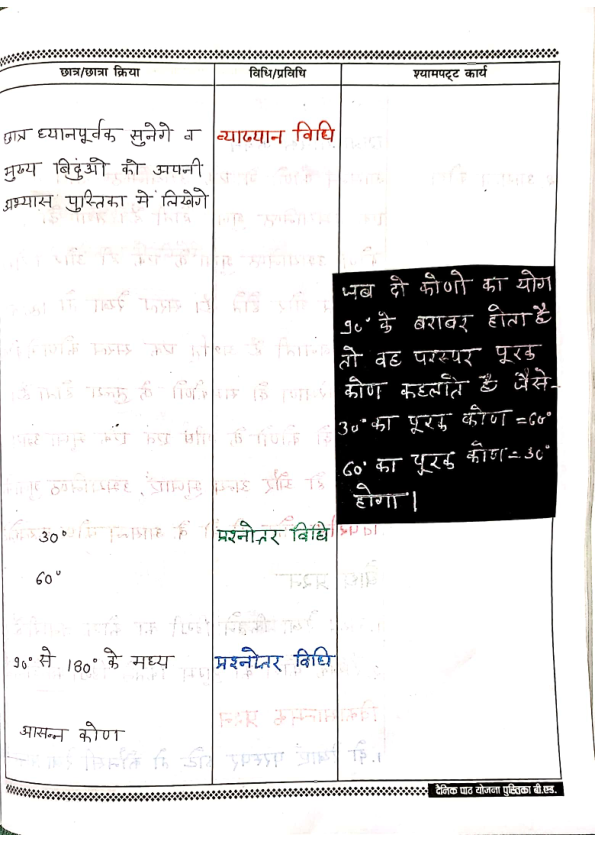 छात्र/छात्रा क्रिया
विधि/प्रविधि
श्यामपट्ट कार्य
छात्र ध्यानपूर्वक सुनेगे व
मुख्य बिंदुओ को अपनी
अभ्यास पुस्तिका में लिखेगे
व्याख्यान विधि
जब दो कोणो का योग
90° के बराबर होता है
तो वह परस्पर पूरक
कोण कहलाते है जैसे-
30° का पूरक कोण = 60°
60° का पूरक कोण = 30°
होगा।
30°
प्रश्नोत्तर विधि
60°
90° से 180° के मध्य
प्रश्नोतर विधि
आसन्न कोण
दैनिक पाठ योजना पुस्तिका बी.एड.